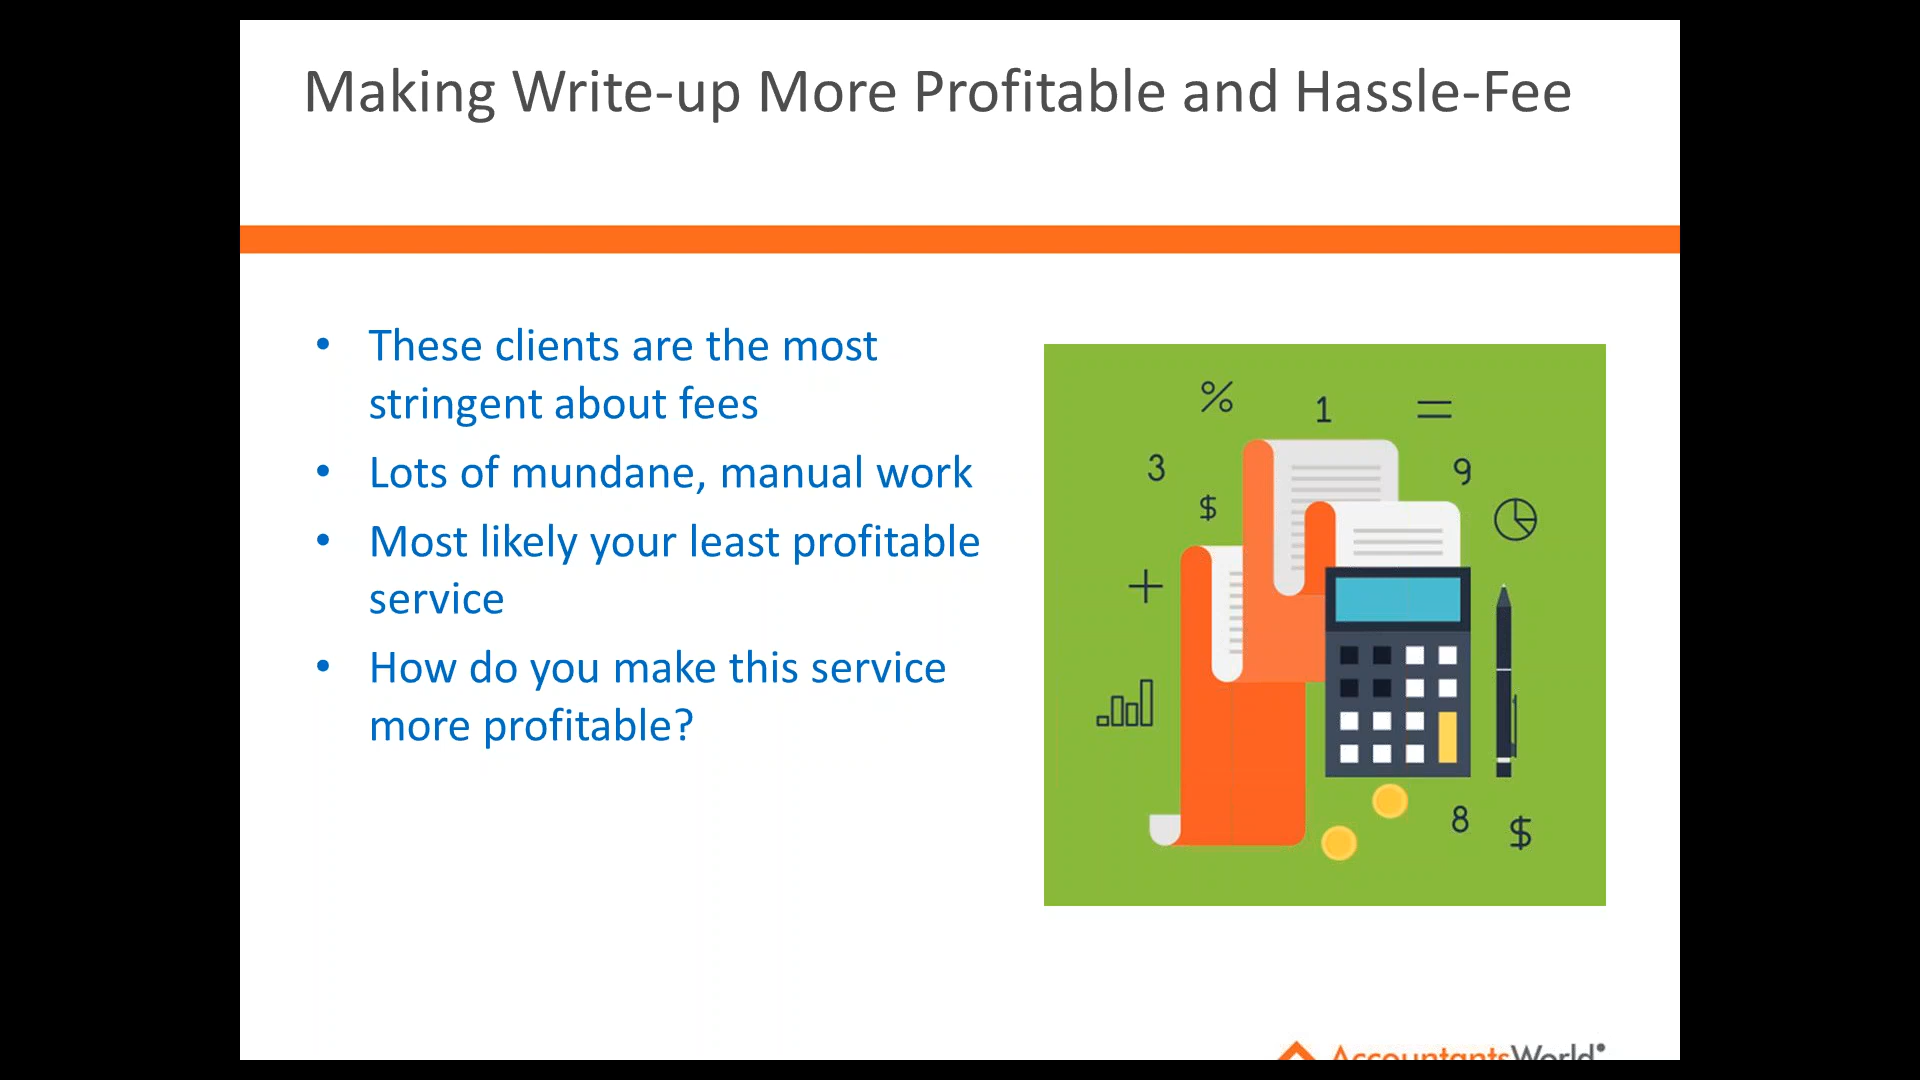 Making Write-up More Profitable and Hassle-Fee
• These clients are the most
stringent about fees
• Lots of mundane, manual work
• Most likely your least profitable
service
• How do you make this service
more profitable?
% 1 =
3 9
$
+
8 $
AccountantsWorld